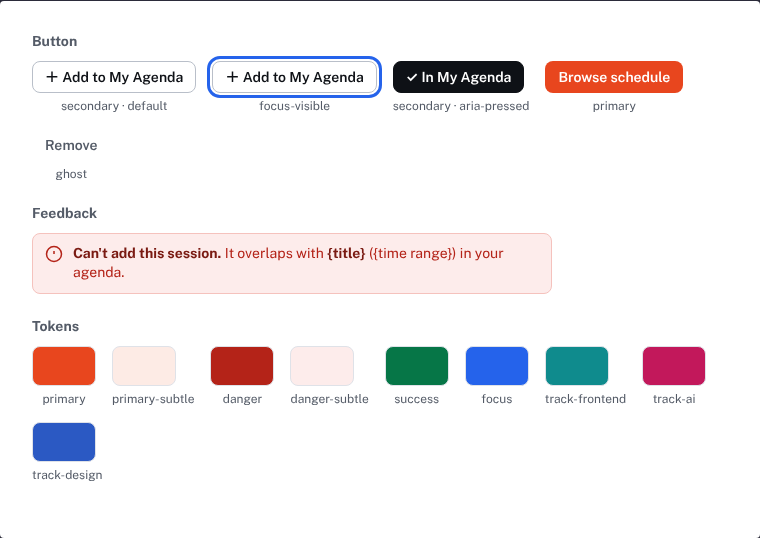 Button
+ Add to My Agenda
+ Add to My Agenda
✓ In My Agenda
Browse schedule
secondary · default
focus-visible
secondary · aria-pressed
primary
Remove
ghost
Feedback
Can't add this session. It overlaps with {title} ({time range}) in your
agenda.
Tokens
primary
primary-subtle
danger
danger-subtle
success
focus
track-frontend
track-ai
track-design